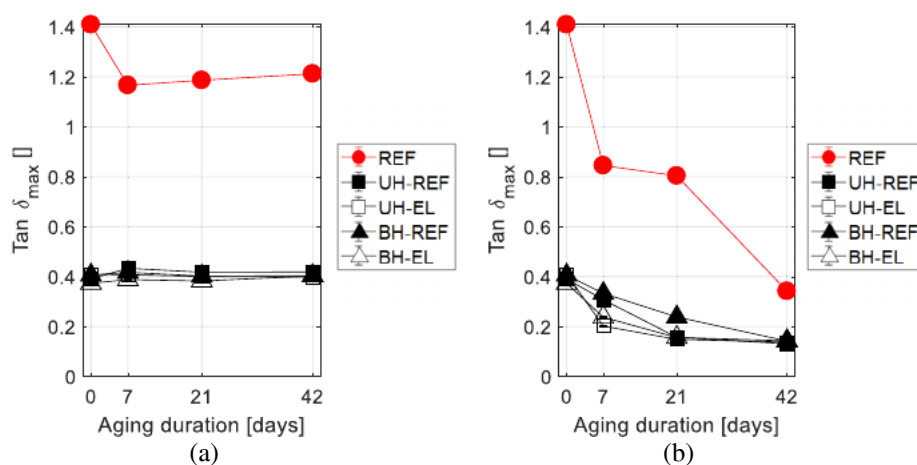 1.4
1.2
1
0.8
0.6
0.4
0.2
0
Tan δmax []
0 7 21 42
Aging duration [days]
(a)
REF
UH-REF
UH-EL
BH-REF
BH-EL
1.4
1.2
1
0.8
0.6
0.4
0.2
0
Tan δmax []
0 7 21 42
Aging duration [days]
(b)
REF
UH-REF
UH-EL
BH-REF
BH-EL